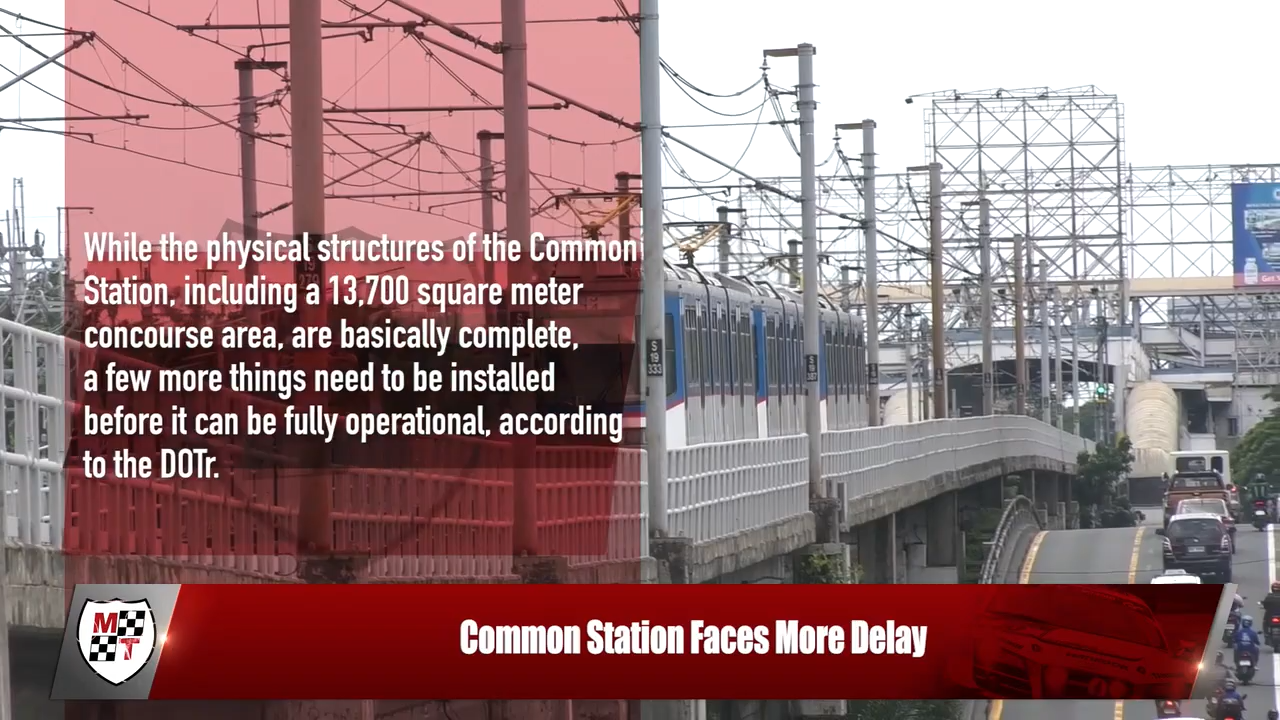 While the physical structures of the Common
Station, including a 13,700 square meter
concourse area, are basically complete,
a few more things need to be installed
before it can be fully operational, according
to the DOTr.
S
19
333
Common Station Faces More Delay
M
T